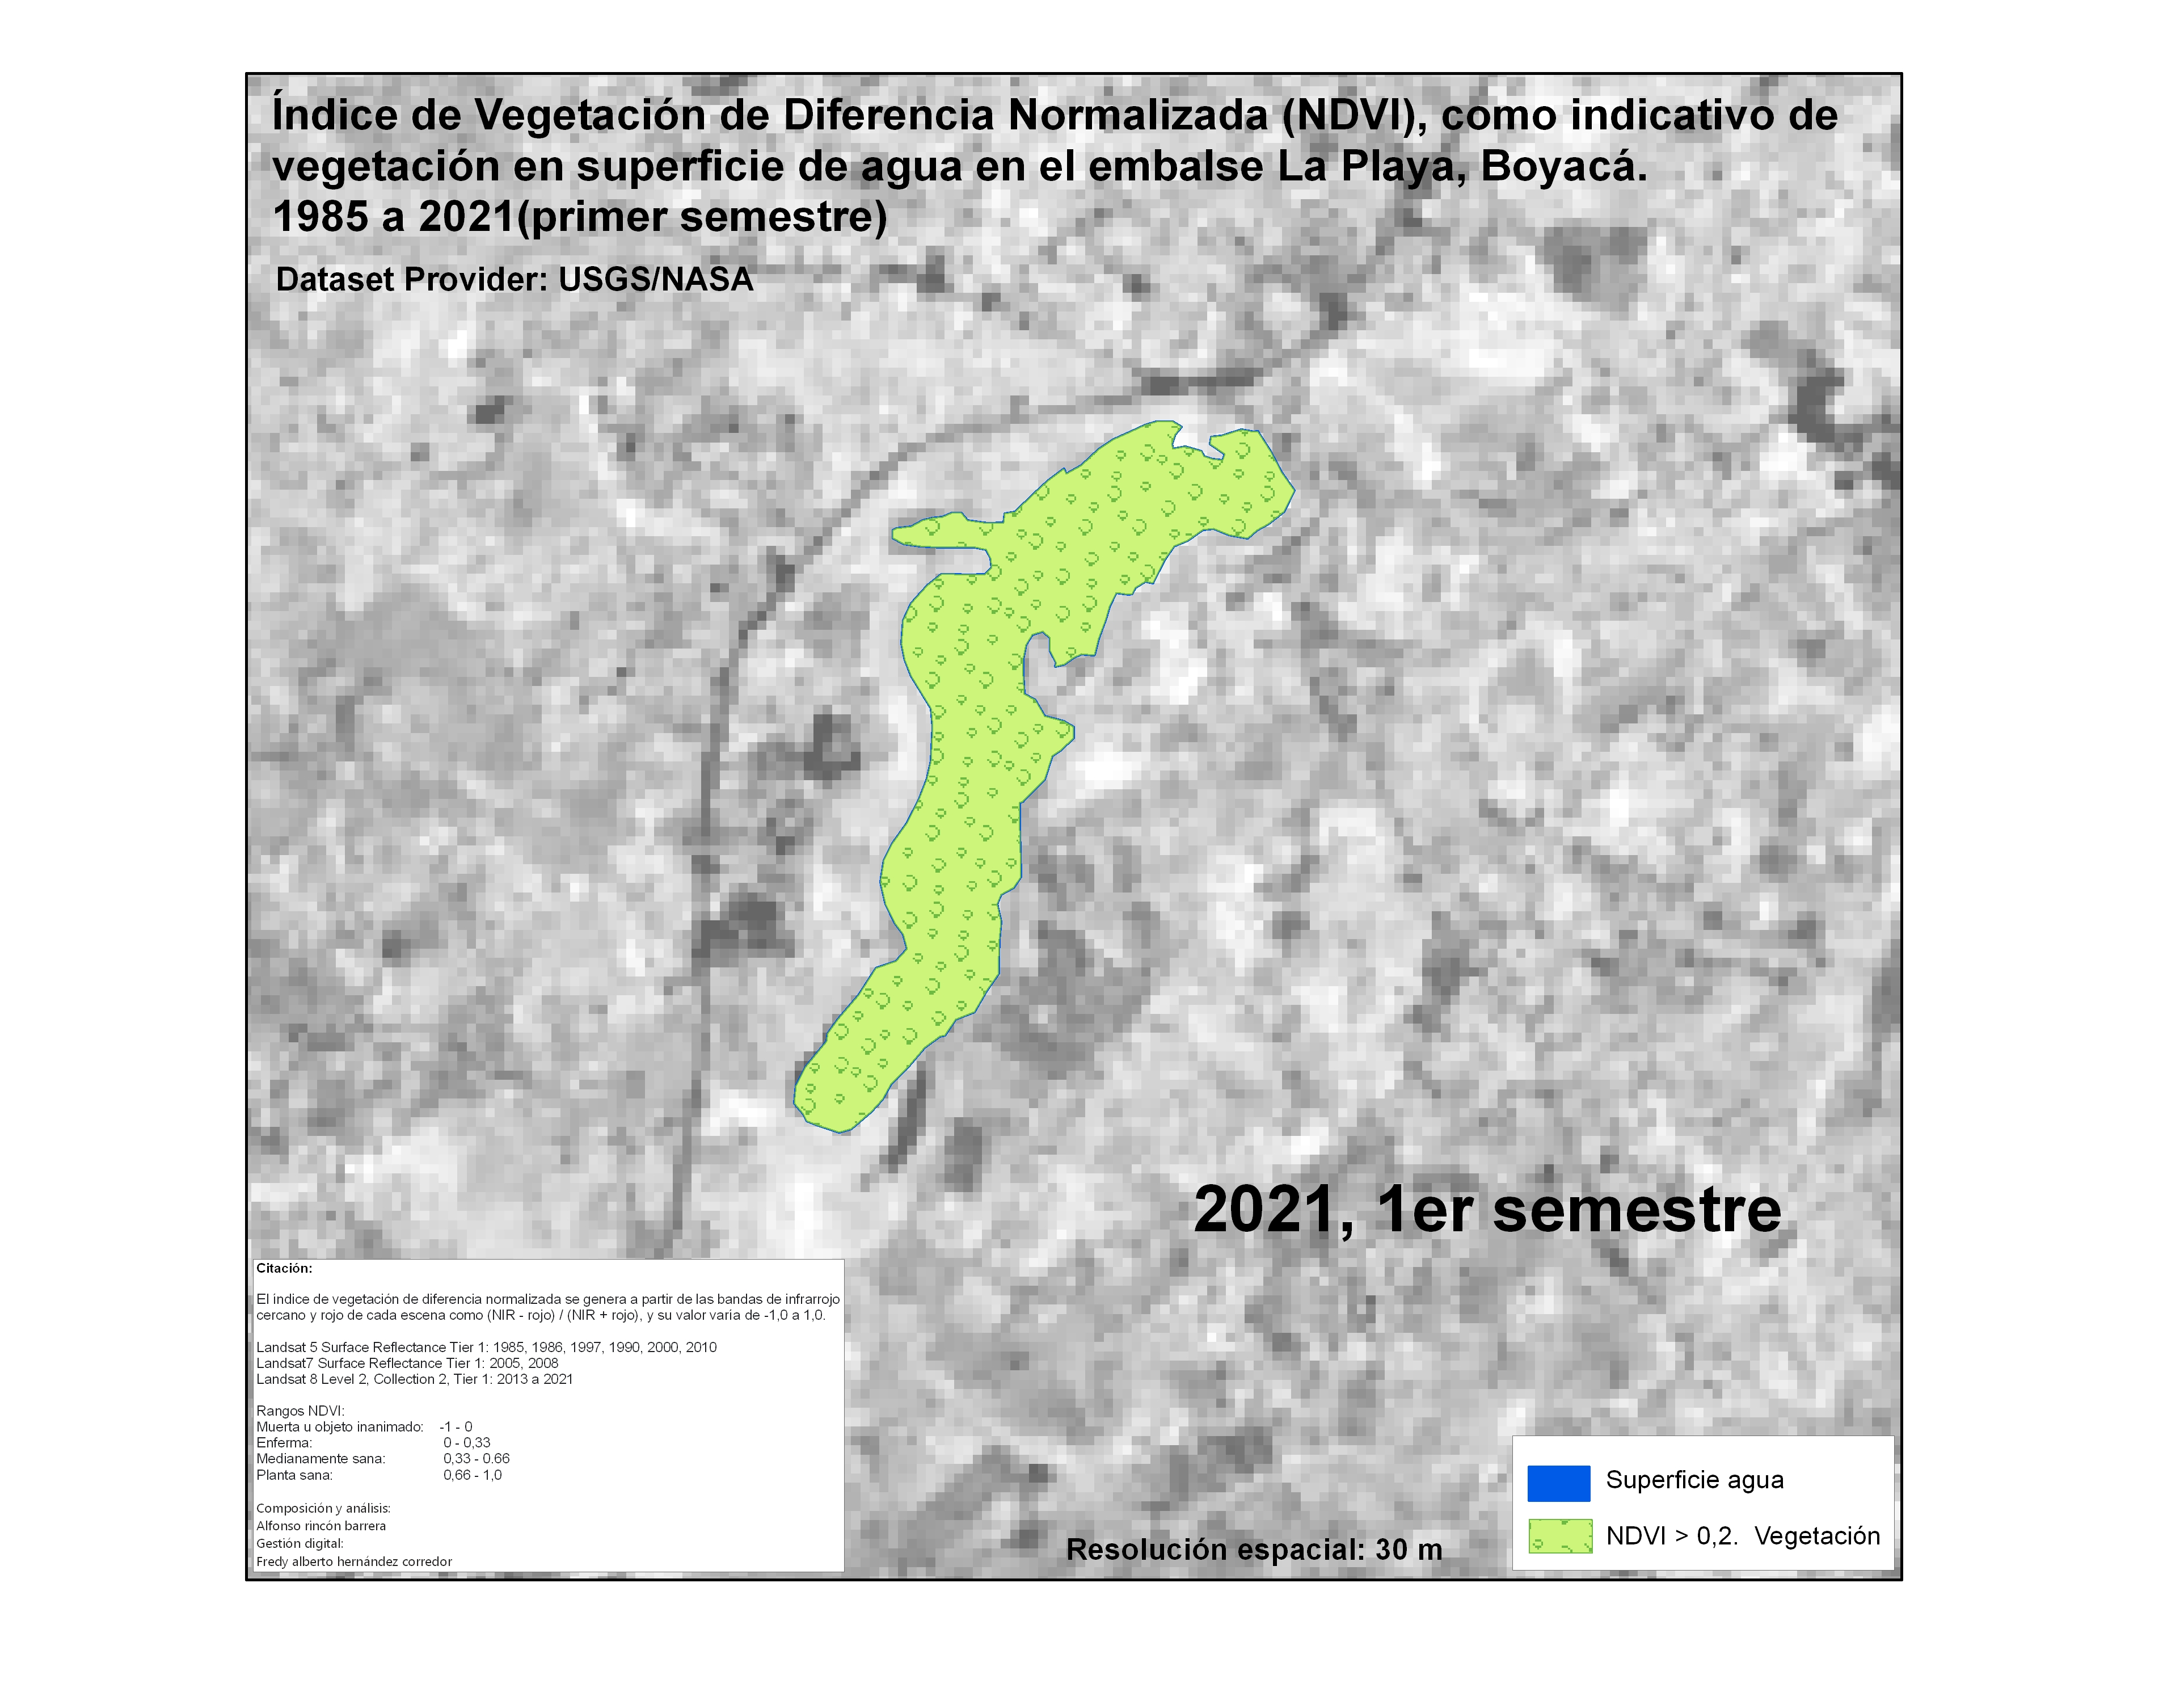 Índice de Vegetación de Diferencia Normalizada (NDVI), como indicativo de
vegetación en superficie de agua en el embalse La Playa, Boyacá.
1985 a 2021(primer semestre)
Dataset Provider: USGS/NASA
2021, 1er semestre
Citación:
El indice de vegetación de diferencia normalizada se genera a partir de las bandas de infrarrojo
cercano y rojo de cada escena como (NIR - rojo) / (NIR + rojo), y su valor varia de -1,0 a 1,0.
Landsat 5 Surface Reflectance Tier 1: 1985, 1986, 1997, 1990, 2000, 2010
Landsat7 Surface Reflectance Tier 1: 2005, 2008
Landsat 8 Level 2, Collection 2, Tier 1: 2013 a 2021
Rangos NDVI:
Muerta u objeto inanimado: -1 - 0
Enferma: 0 - 0,33
Medianamente sana: 0,33 - 0.66
Planta sana: 0,66 - 1,0
Composición y análisis:
Alfonso rincón barrera
Gestión digital:
Fredy alberto hernández corredor
Resolución espacial: 30 m
Superficie agua
NDVI > 0,2. Vegetación